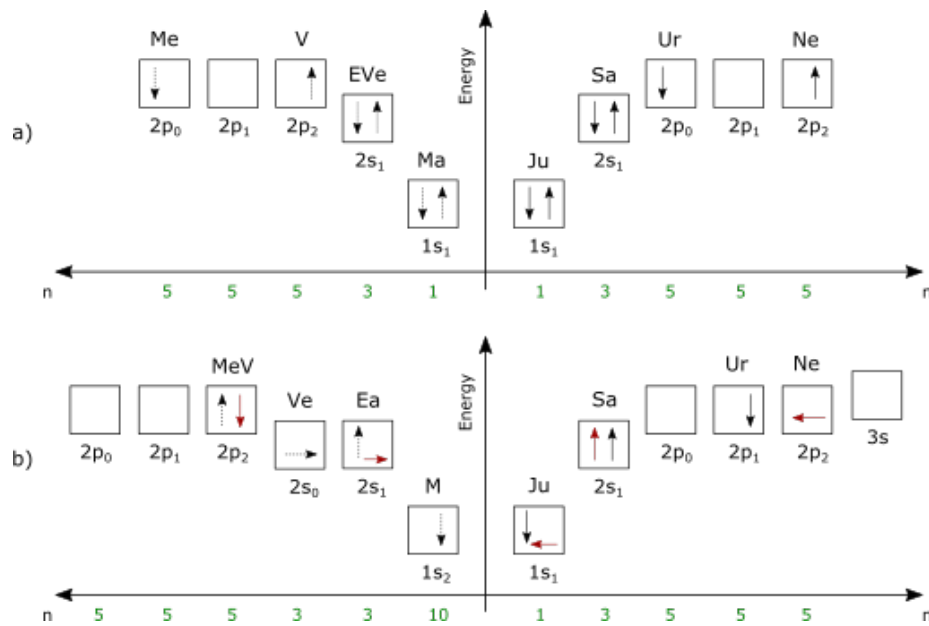 Me V Ur Ne
EVe Energy Sa
2p0 2p1 2p2 2p0 2p1 2p2
a)
2s1 Ma Ju 2s1
1s1 1s1
n 5 5 5 3 1 1 3 5 5 5 n
MeV Ur Ne
Ve Ea Energy Sa
3s
2p0 2p1 2p2 2p0 2p1 2p2
b)
2s0 2s1 M Ju 2s1
1s2 1s1
n 5 5 5 3 3 10 1 3 5 5 5 n